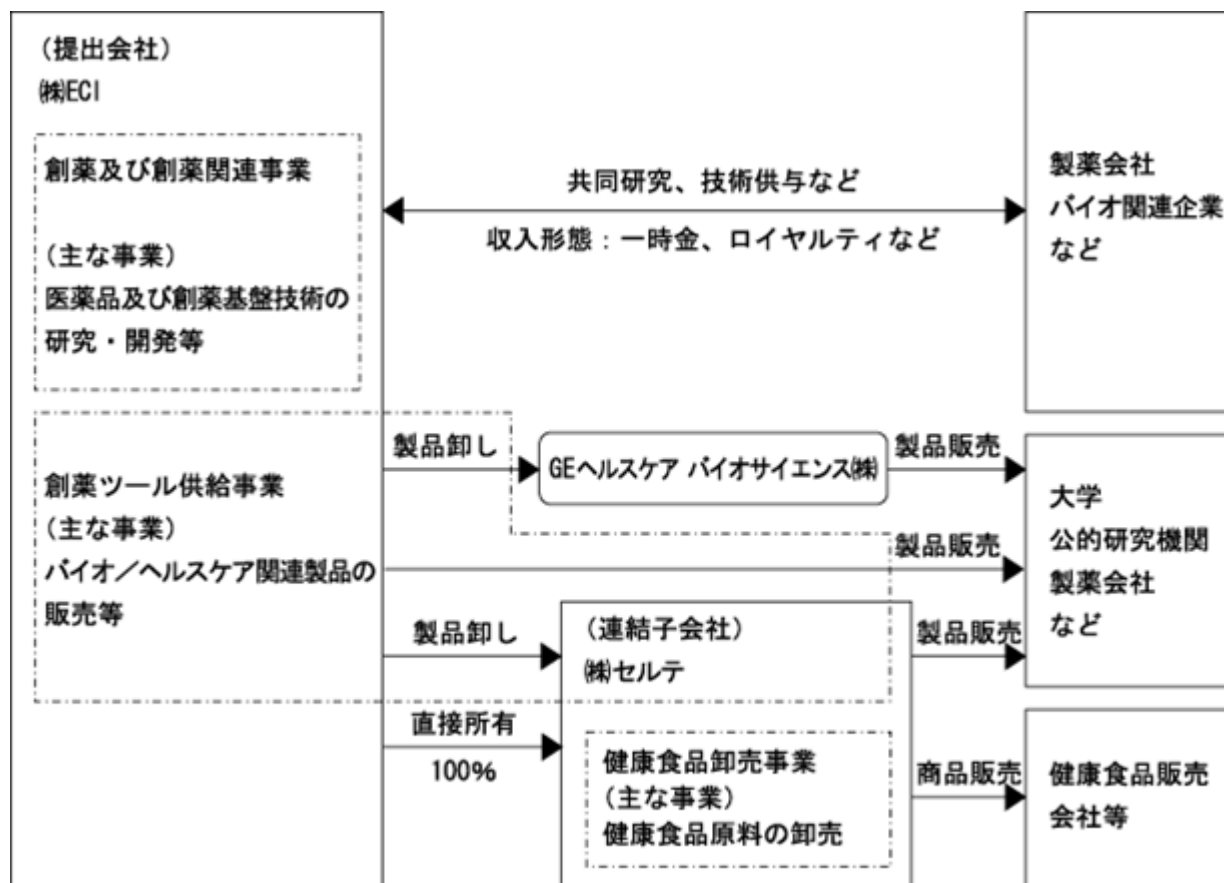 （提出会社）
㈱ECI
創薬及び創薬関連事業
（主な事業）
医薬品及び創薬基盤技術の
研究・開発等
共同研究、技術供与など
収入形態：一時金、ロイヤルティなど
製薬会社
バイオ関連企業
など
創薬ツール供給事業
（主な事業）
バイオ／ヘルスケア関連製品の
販売等
製品卸し
GEヘルスケア バイオサイエンス㈱
製品販売
製品販売
大学
公的研究機関
製薬会社
など
製品卸し
（連結子会社）
㈱セルテ
製品販売
直接所有
100％
健康食品卸売事業
（主な事業）
健康食品原料の卸売
商品販売
健康食品販売
会社等